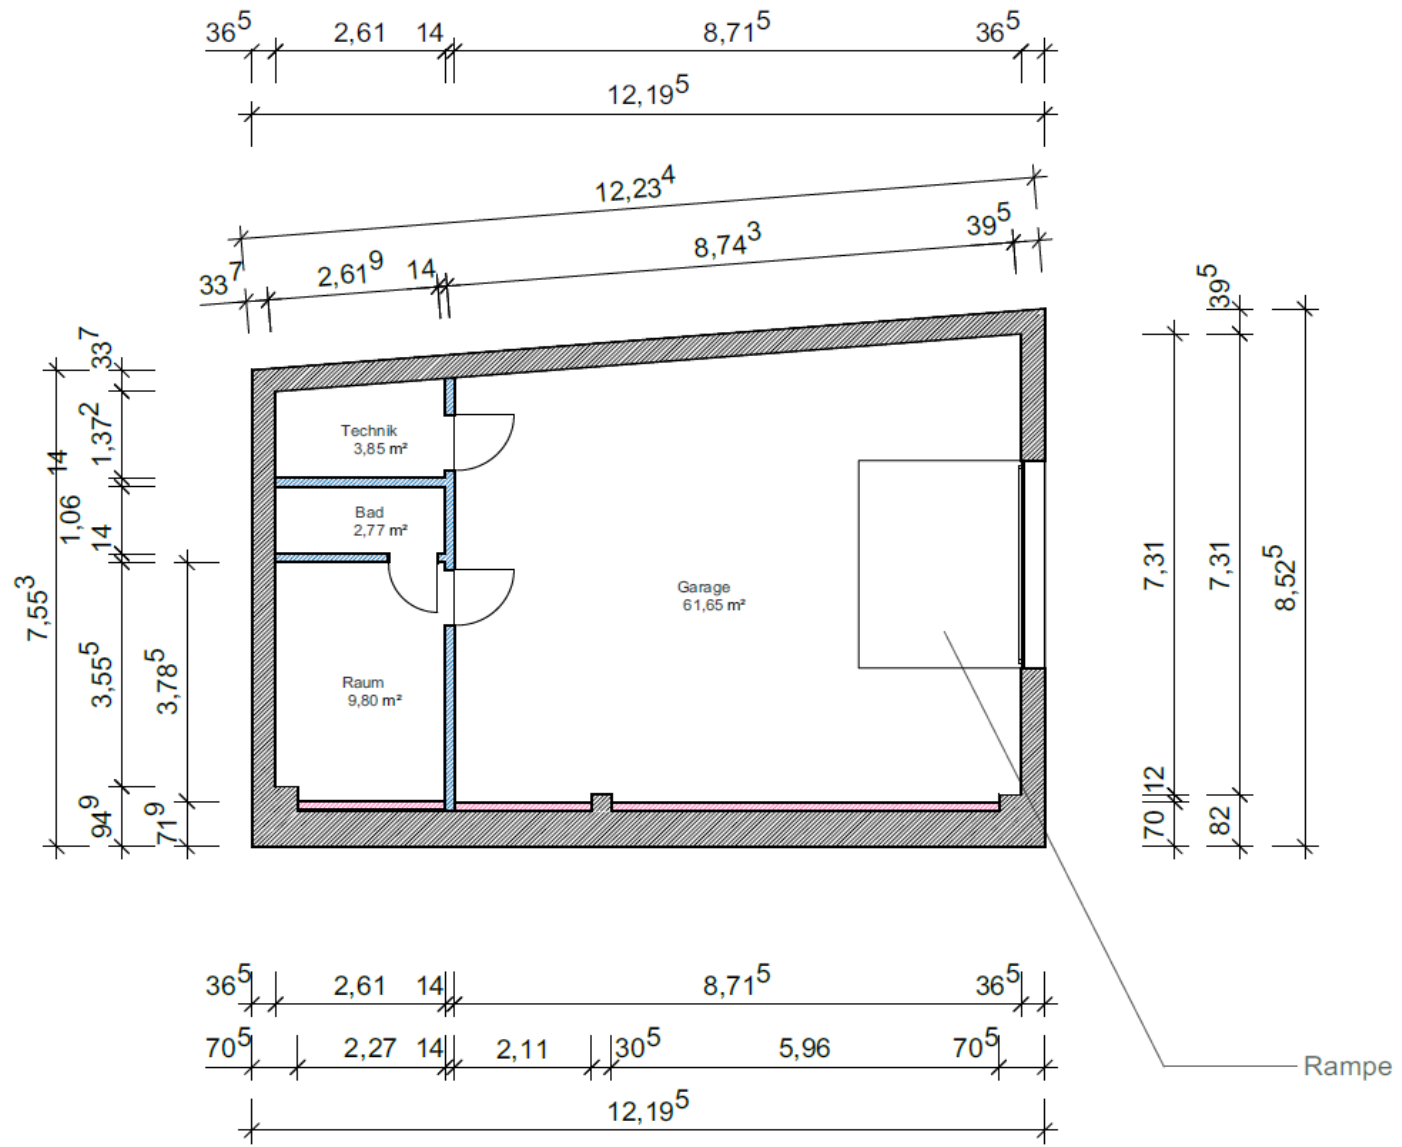 36⁵ 2,61 14 8,71⁵ 36⁵
12,19⁵
12,23⁴
33⁷ 2,61⁹ 14 8,74³ 39⁵
7,55³
33⁷
1,37²
14
1,06
14
3,55⁵
94⁹
3,78⁵
71⁹
Technik
3,85 m²
Bad
2,77 m²
Raum
9,80 m²
Garage
61,65 m²
7,31
12
70
39⁵
7,31
82
8,52⁵
36⁵ 2,61 14 8,71⁵ 36⁵
70⁵ 2,27 14 2,11 30⁵ 5,96 70⁵
12,19⁵
Rampe